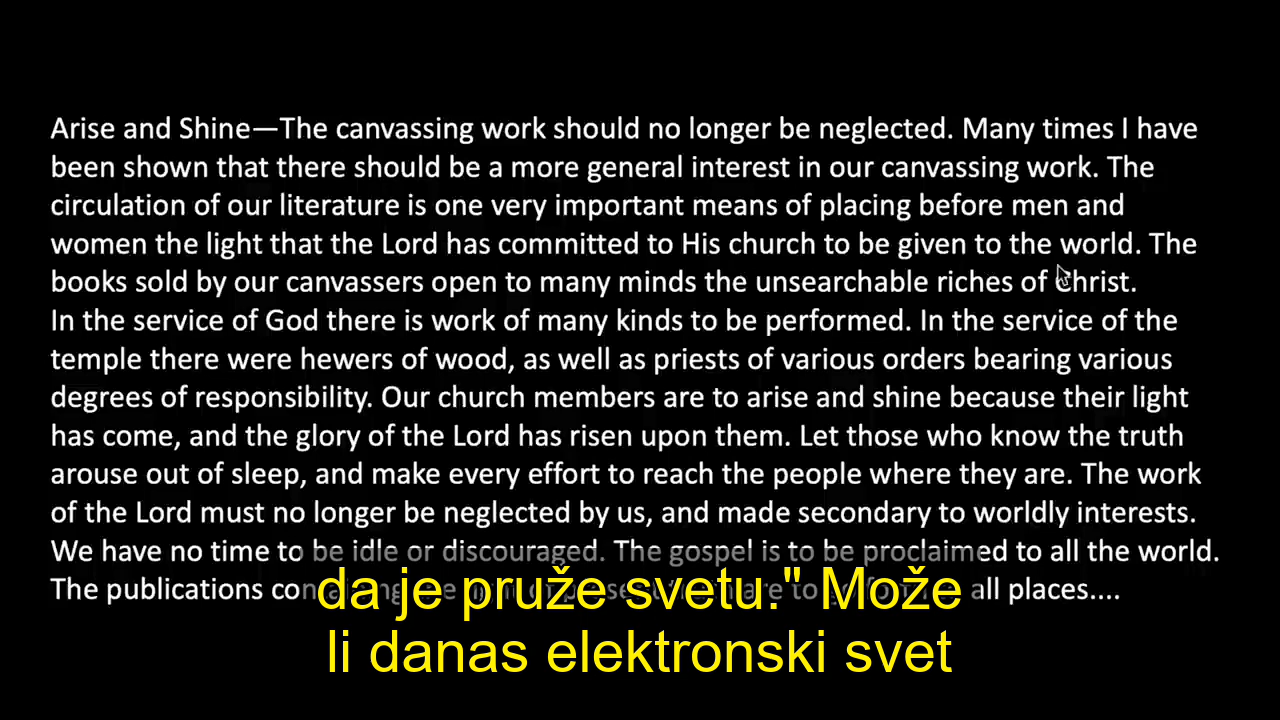 Arise and Shine—The canvassing work should no longer be neglected. Many times I have
been shown that there should be a more general interest in our canvassing work. The
circulation of our literature is one very important means of placing before men and
women the light that the Lord has committed to His church to be given to the world. The
books sold by our canvassers open to many minds the unsearchable riches of Christ.
In the service of God there is work of many kinds to be performed. In the service of the
temple there were hewers of wood, as well as priests of various orders bearing various
degrees of responsibility. Our church members are to arise and shine because their light
has come, and the glory of the Lord has risen upon them. Let those who know the truth
arouse out of sleep, and make every effort to reach the people where they are. The work
of the Lord must no longer be neglected by us, and made secondary to worldly interests.
We have no time to be idle or discouraged. The gospel is to be proclaimed to all the world.
The publications all places....
da je pruže svetu." Može
li danas elektronski svet